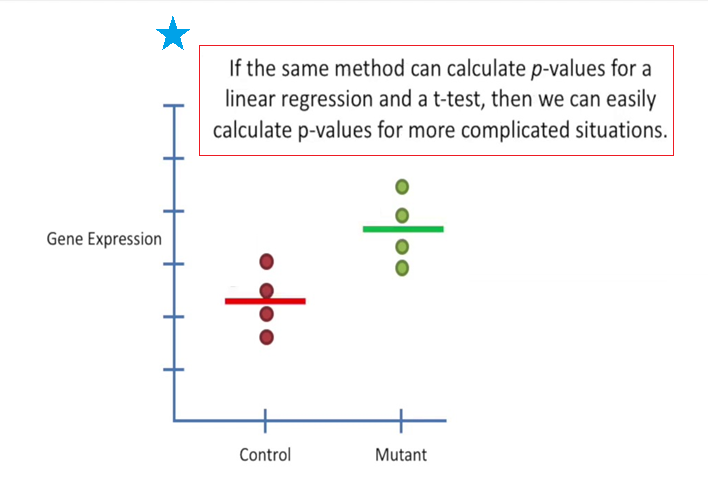 If the same method can calculate p-values for a
linear regression and a t-test, then we can easily
calculate p-values for more complicated situations.
Gene Expression
Control
Mutant